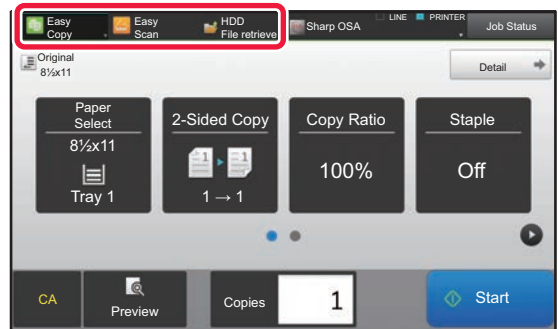 Easy
Copy
Easy
Scan
HDD
File retrieve
Sharp OSA
LINE
PRINTER
Job Status
Original
8½x11
Detail
Paper
Select
8½x11
Tray 1
2-Sided Copy
1
1
1 → 1
Copy Ratio
100%
Staple
Off
CA
Preview
Copies
1
Start